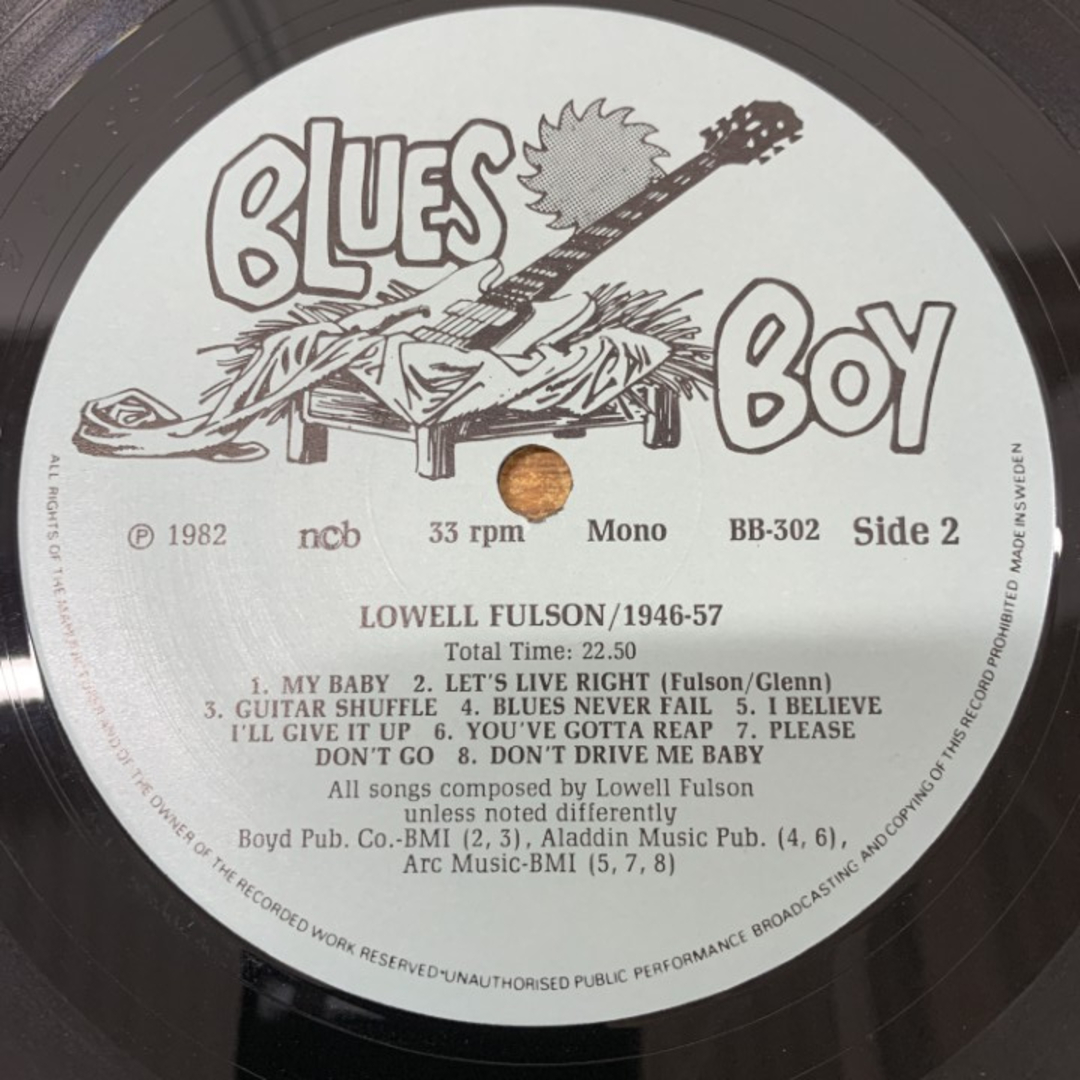 BLUES
BOY
℗ 1982 ncb 33 rpm Mono BB-302 Side 2
LOWELL FULSON/1946-57
Total Time: 22.50
1. MY BABY 2. LET'S LIVE RIGHT (Fulson/Glenn)
3. GUITAR SHUFFLE 4. BLUES NEVER FAIL 5. I BELIEVE
I'LL GIVE IT UP 6. YOU'VE GOTTA REAP 7. PLEASE
DON'T GO 8. DON'T DRIVE ME BABY
All songs composed by Lowell Fulson
unless noted differently
Boyd Pub. Co.-BMI (2, 3), Aladdin Music Pub. (4, 6),
Arc Music-BMI (5, 7, 8)
ALL RIGHTS OF THE MANUFACTURER AND OF THE OWNER OF THE RECORDED WORK RESERVED•UNAUTHORISED PUBLIC PERFORMANCE BROADCASTING AND COPYING OF THIS RECORD PROHIBITED MADE IN SWEDEN